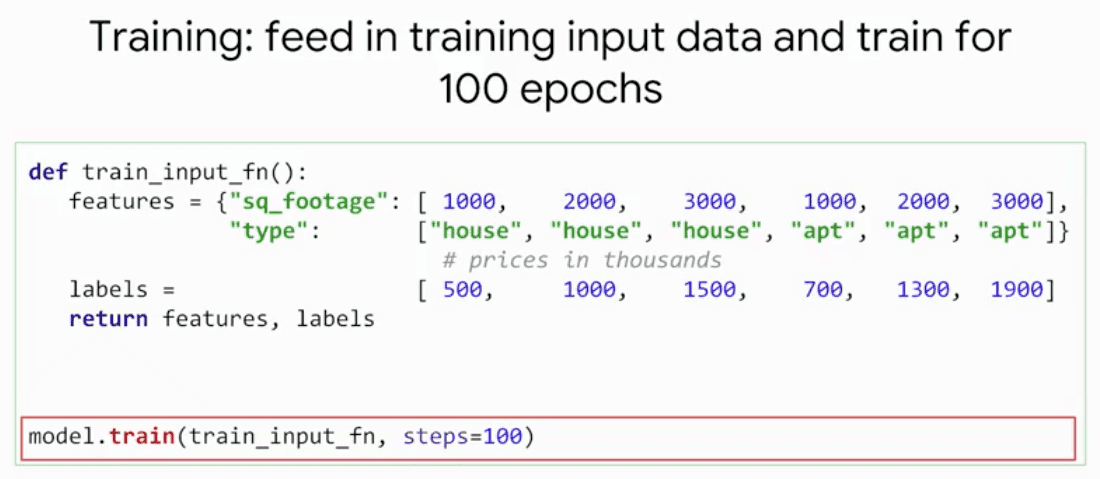 Training: feed in training input data and train for
100 epochs
def train_input_fn():
features = {"sq_footage": [ 1000, 2000, 3000, 1000, 2000, 3000],
"type": ["house", "house", "house", "apt", "apt", "apt"]}
# prices in thousands
labels = [ 500, 1000, 1500, 700, 1300, 1900]
return features, labels
model.train(train_input_fn, steps=100)